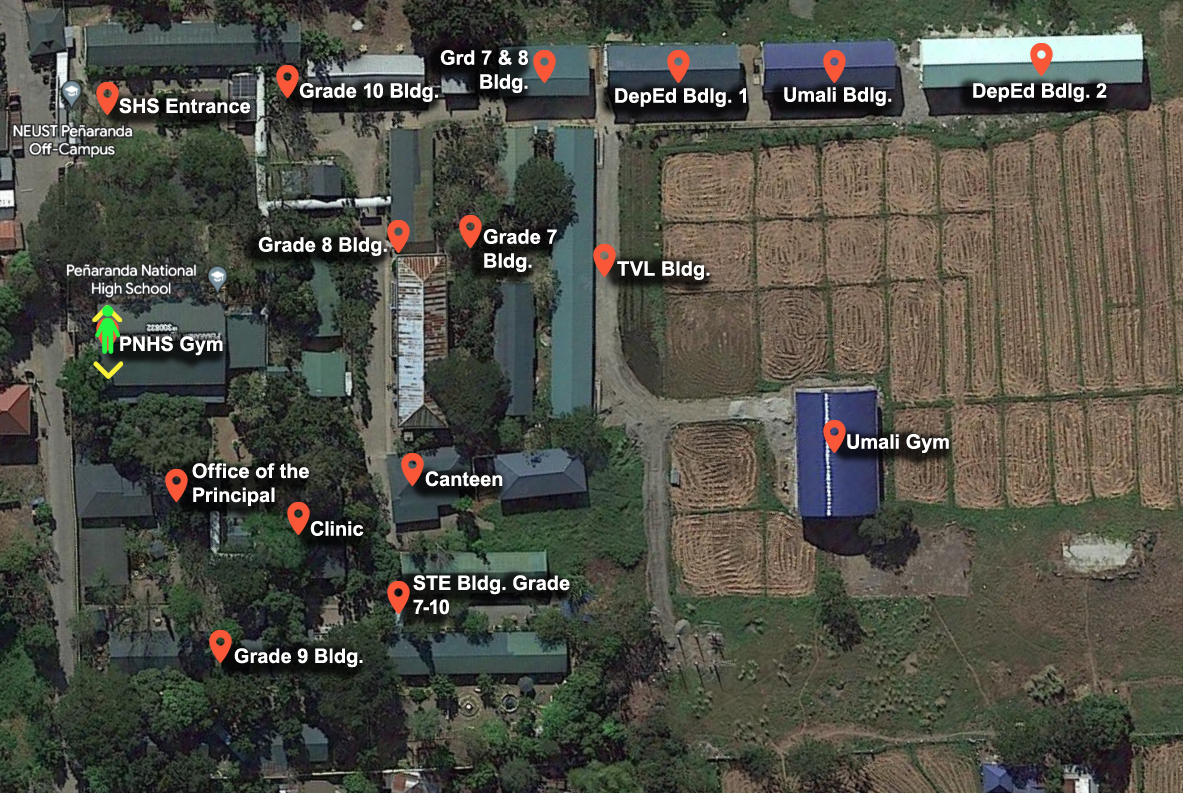 Grd 7 & 8
Bldg.
SHS Entrance
Grade 10 Bldg.
DepEd Bdlg. 1
Umali Bdlg.
DepEd Bdlg. 2
NEUST Peñaranda
Off-Campus
Grade 8 Bldg.
Grade 7
Bldg.
TVL Bldg.
Peñaranda National
High School
300832
PNHS Gym
Umali Gym
Office of the
Principal
Canteen
Clinic
STE Bldg. Grade
7-10
Grade 9 Bldg.